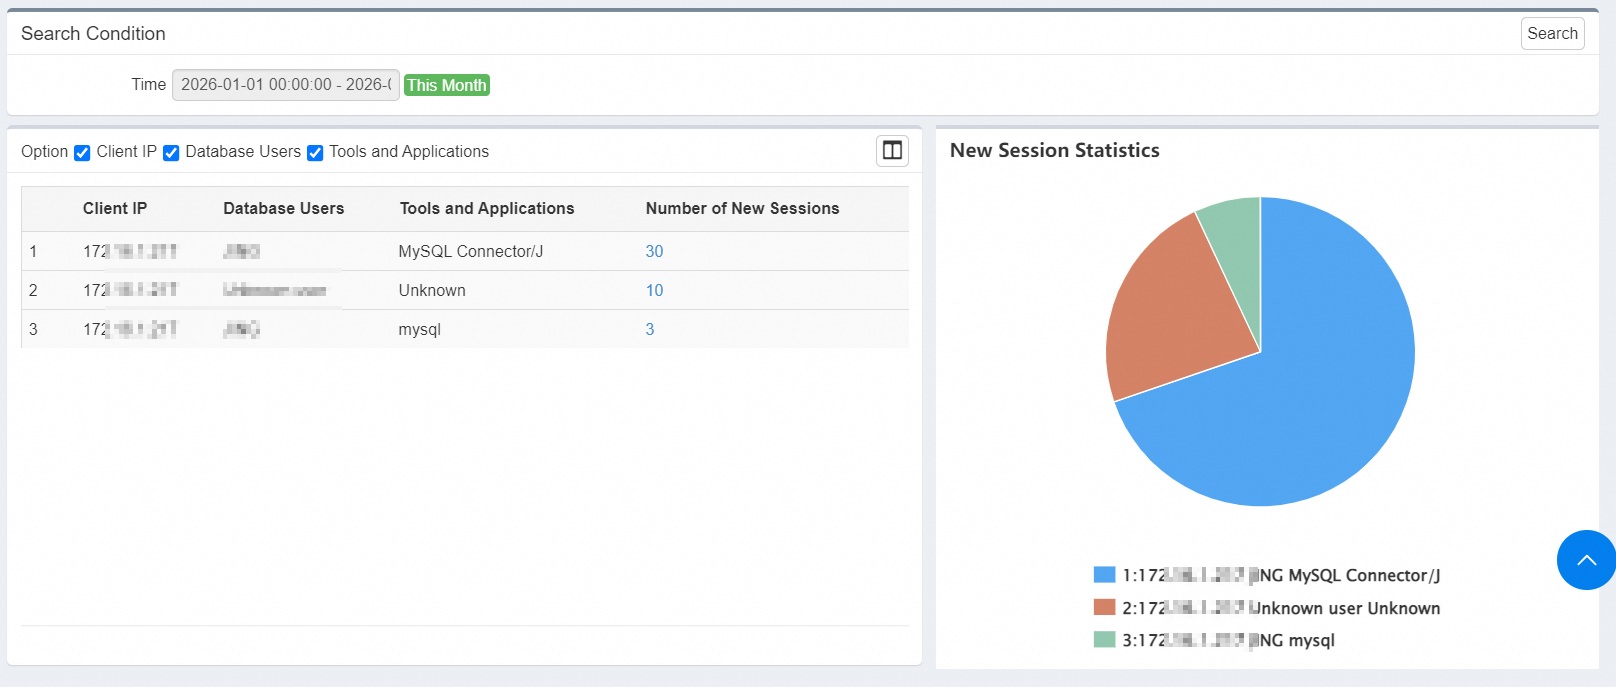 Search Condition Search
Time 2026-01-01 00:00:00 - 2026-( This Month
Option Client IP Database Users Tools and Applications
Client IP Database Users Tools and Applications Number of New Sessions
1 172 MySQL Connector/J 30
2 172 Unknown 10
3 172 mysql 3
New Session Statistics
1:172 NG MySQL Connector/J
2:172 Unknown user Unknown
3:172 NG mysql